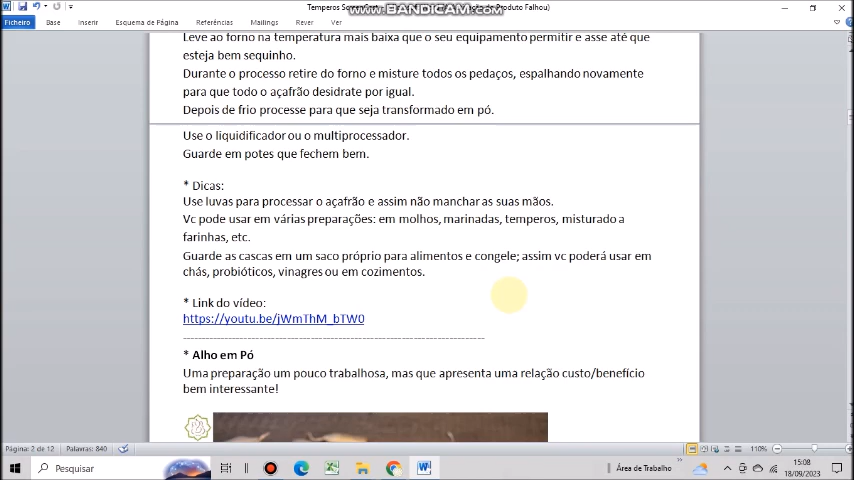 Temperos
de Produto Falhou)
www.BANDICAM.com
Ficheiro Base Inserir Esquema de Página Referências Mailings Rever Ver
Leve ao forno na temperatura mais baixa que o seu equipamento permitir e asse até que
esteja bem sequinho.
Durante o processo retire do forno e misture todos os pedaços, espalhando novamente
para que todo o açafrão desidrate por igual.
Depois de frio processe para que seja transformado em pó.
Use o liquidificador ou o multiprocessador.
Guarde em potes que fechem bem.
* Dicas:
Use luvas para processar o açafrão e assim não manchar as suas mãos.
Vc pode usar em várias preparações: em molhos, marinadas, temperos, misturado a
farinhas, etc.
Guarde as cascas em um saco próprio para alimentos e congele; assim vc poderá usar em
chás, probióticos, vinagres ou em cozimentos.
* Link do vídeo:
https://youtu.be/jWmThM_bTW0
--------------------------------------------------------------------------------
* Alho em Pó
Uma preparação um pouco trabalhosa, mas que apresenta uma relação custo/benefício
bem interessante!
Página: 2 de 12 Palavras: 840 110%
Pesquisar Área de Trabalho 15:08
18/09/2023